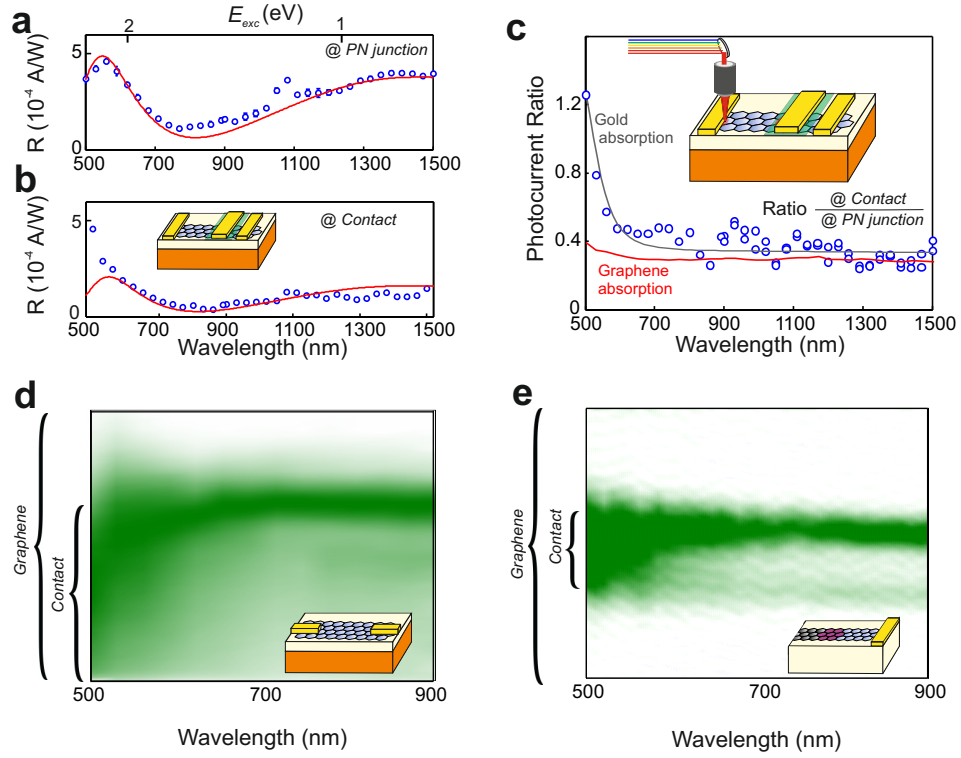 a
E_exc (eV)
2
1
@ PN junction
R (10⁻⁴ A/W)
5
0
500
700
900
1100
1300
1500
b
@ Contact
R (10⁻⁴ A/W)
5
0
500
700
900
1100
1300
1500
Wavelength (nm)
c
Photocurrent Ratio
1.2
0.8
0.4
0
Gold
absorption
Ratio @ Contact
@ PN junction
Graphene
absorption
500
700
900
1100
1300
1500
Wavelength (nm)
d
Graphene
Contact
500
700
900
Wavelength (nm)
e
Graphene
Contact
500
700
900
Wavelength (nm)